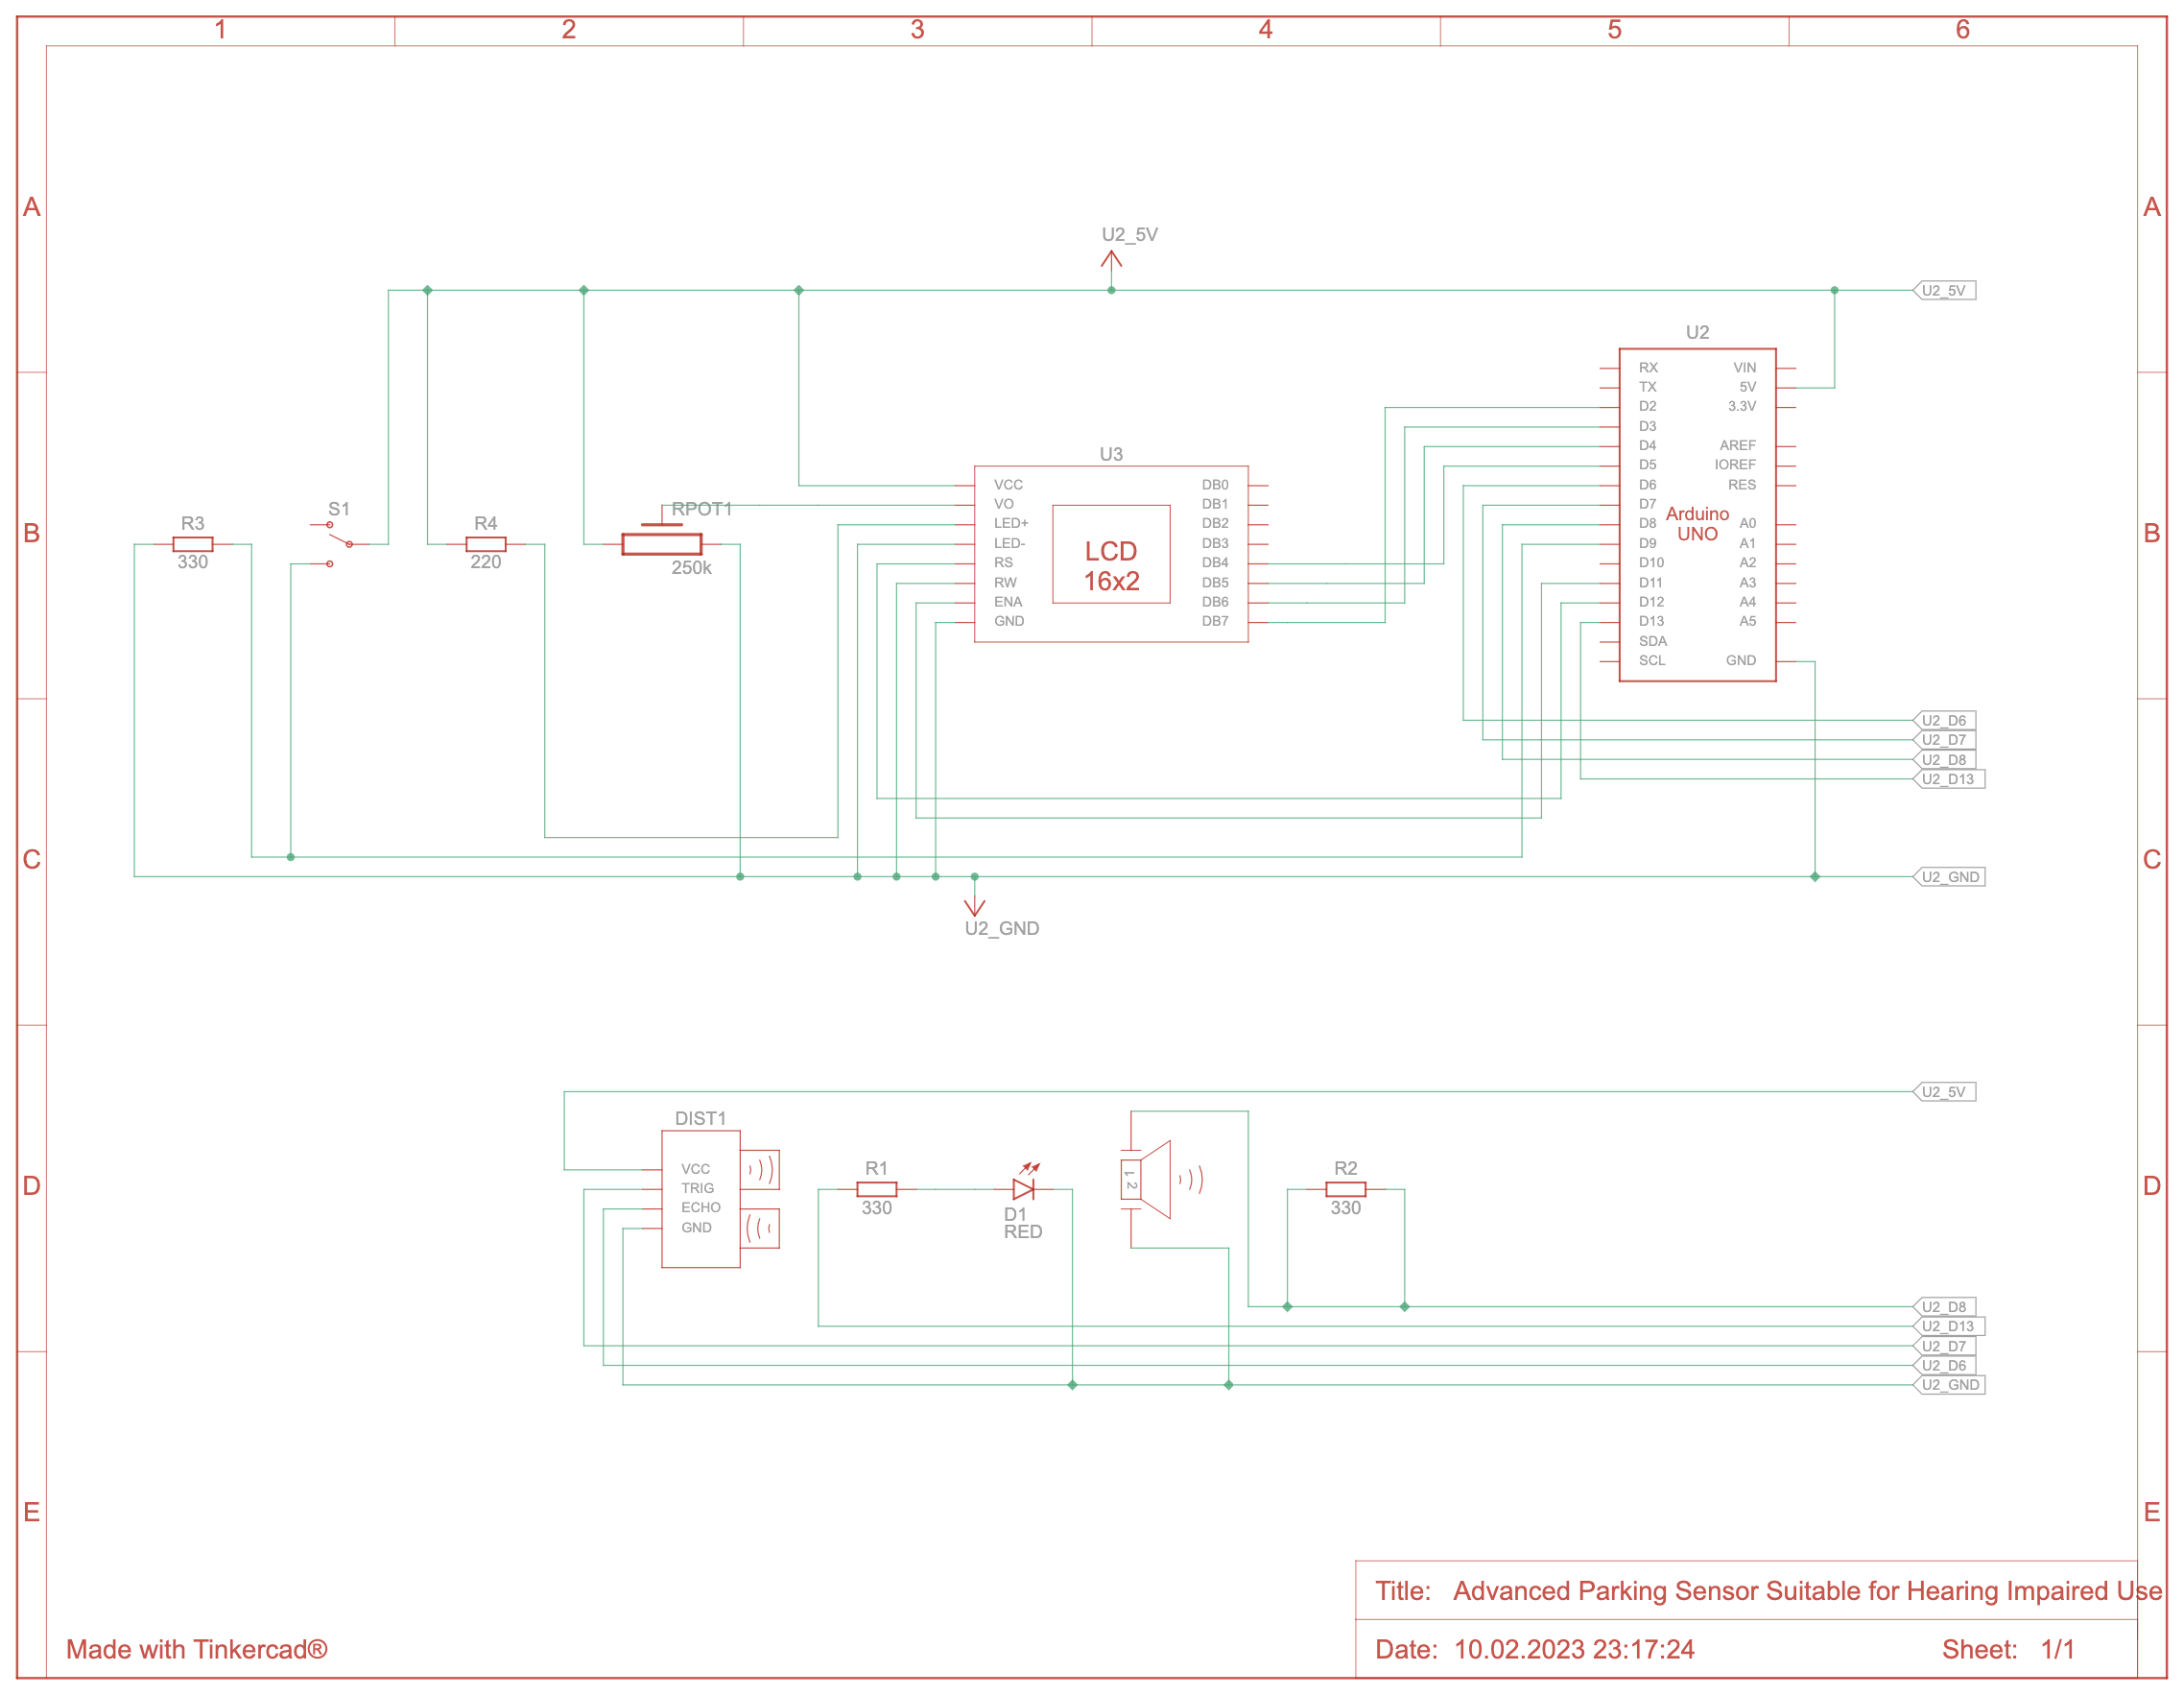 1 2 3 4 5 6
A A
U2_5V
U2_5V
U2
RX VIN
TX 5V
D2 3.3V
D3
D4 AREF
D5 IOREF
D6 RES
D7
D8 A0
D9 A1
D10 A2
D11 A3
D12 A4
D13 A5
SDA
SCL GND
Arduino
UNO
U3
VCC DB0
VO DB1
LED+ DB2
LED- DB3
RS DB4
RW DB5
ENA DB6
GND DB7
LCD
16x2
B B
R3
330
S1
R4
220
RPOT1
250k
U2_D6
U2_D7
U2_D8
U2_D13
C C
U2_GND
U2_GND
U2_5V
DIST1
VCC
TRIG
ECHO
GND
D D
R1
330
D1
RED
1 2
R2
330
U2_D8
U2_D13
U2_D7
U2_D6
U2_GND
E E
Title: Advanced Parking Sensor Suitable for Hearing Impaired Use
Made with Tinkercad®
Date: 10.02.2023 23:17:24 Sheet: 1/1